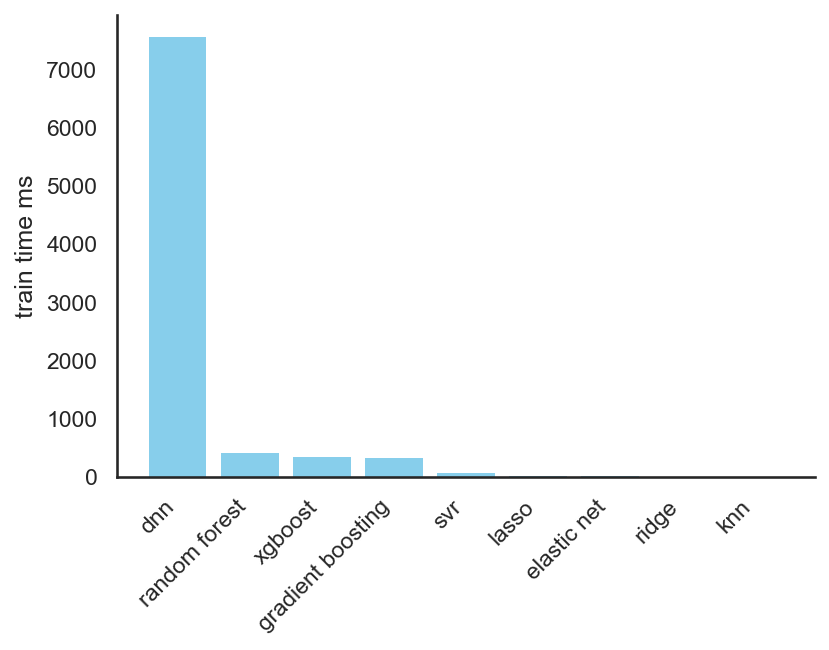 train time ms
7000
6000
5000
4000
3000
2000
1000
0
dnn
random forest
xgboost
gradient boosting
svr
lasso
elastic net
ridge
knn